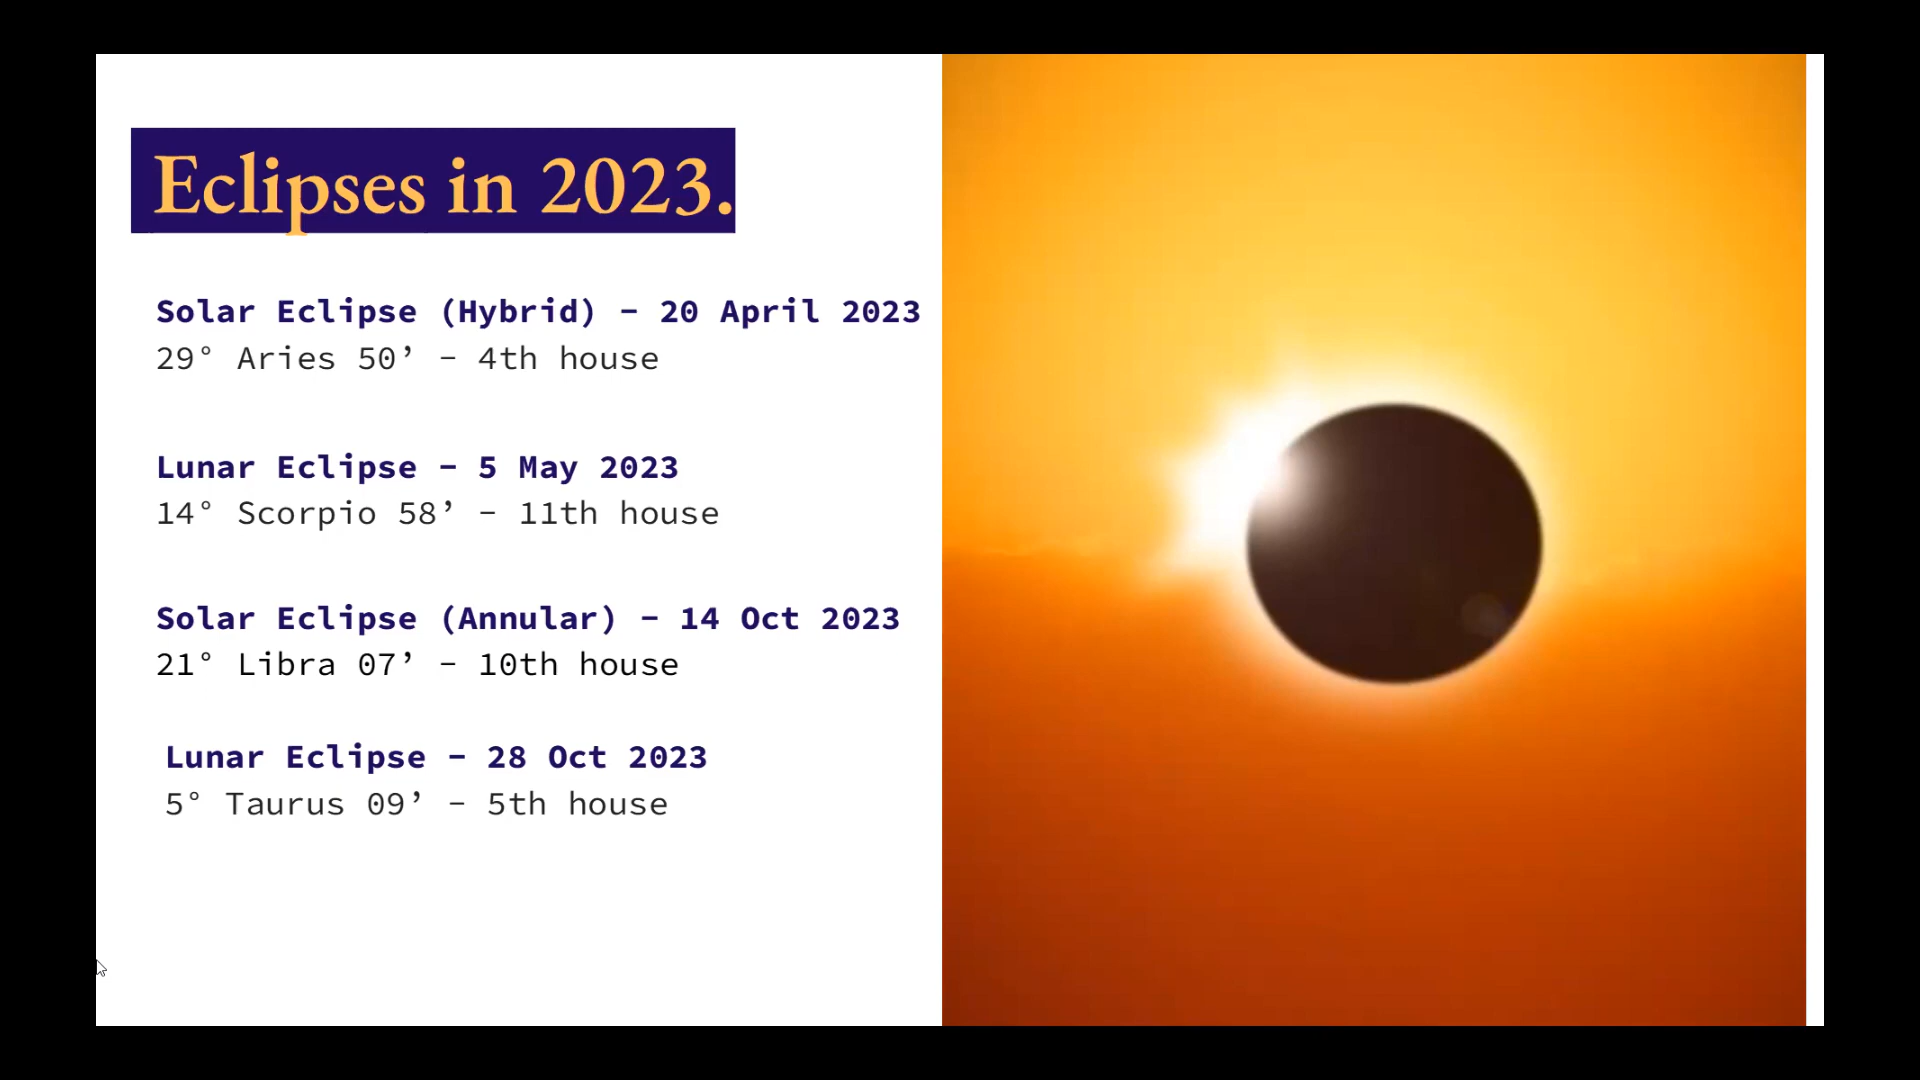 Eclipses in 2023.
Solar Eclipse (Hybrid) - 20 April 2023
29° Aries 50’ - 4th house
Lunar Eclipse - 5 May 2023
14° Scorpio 58’ - 11th house
Solar Eclipse (Annular) - 14 Oct 2023
21° Libra 07’ - 10th house
Lunar Eclipse - 28 Oct 2023
5° Taurus 09’ - 5th house